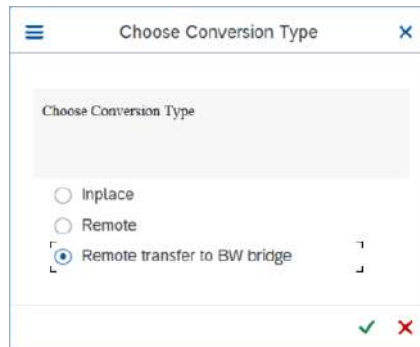 Choose Conversion Type
Choose Conversion Type
Inplace
Remote
Remote transfer to BW bridge